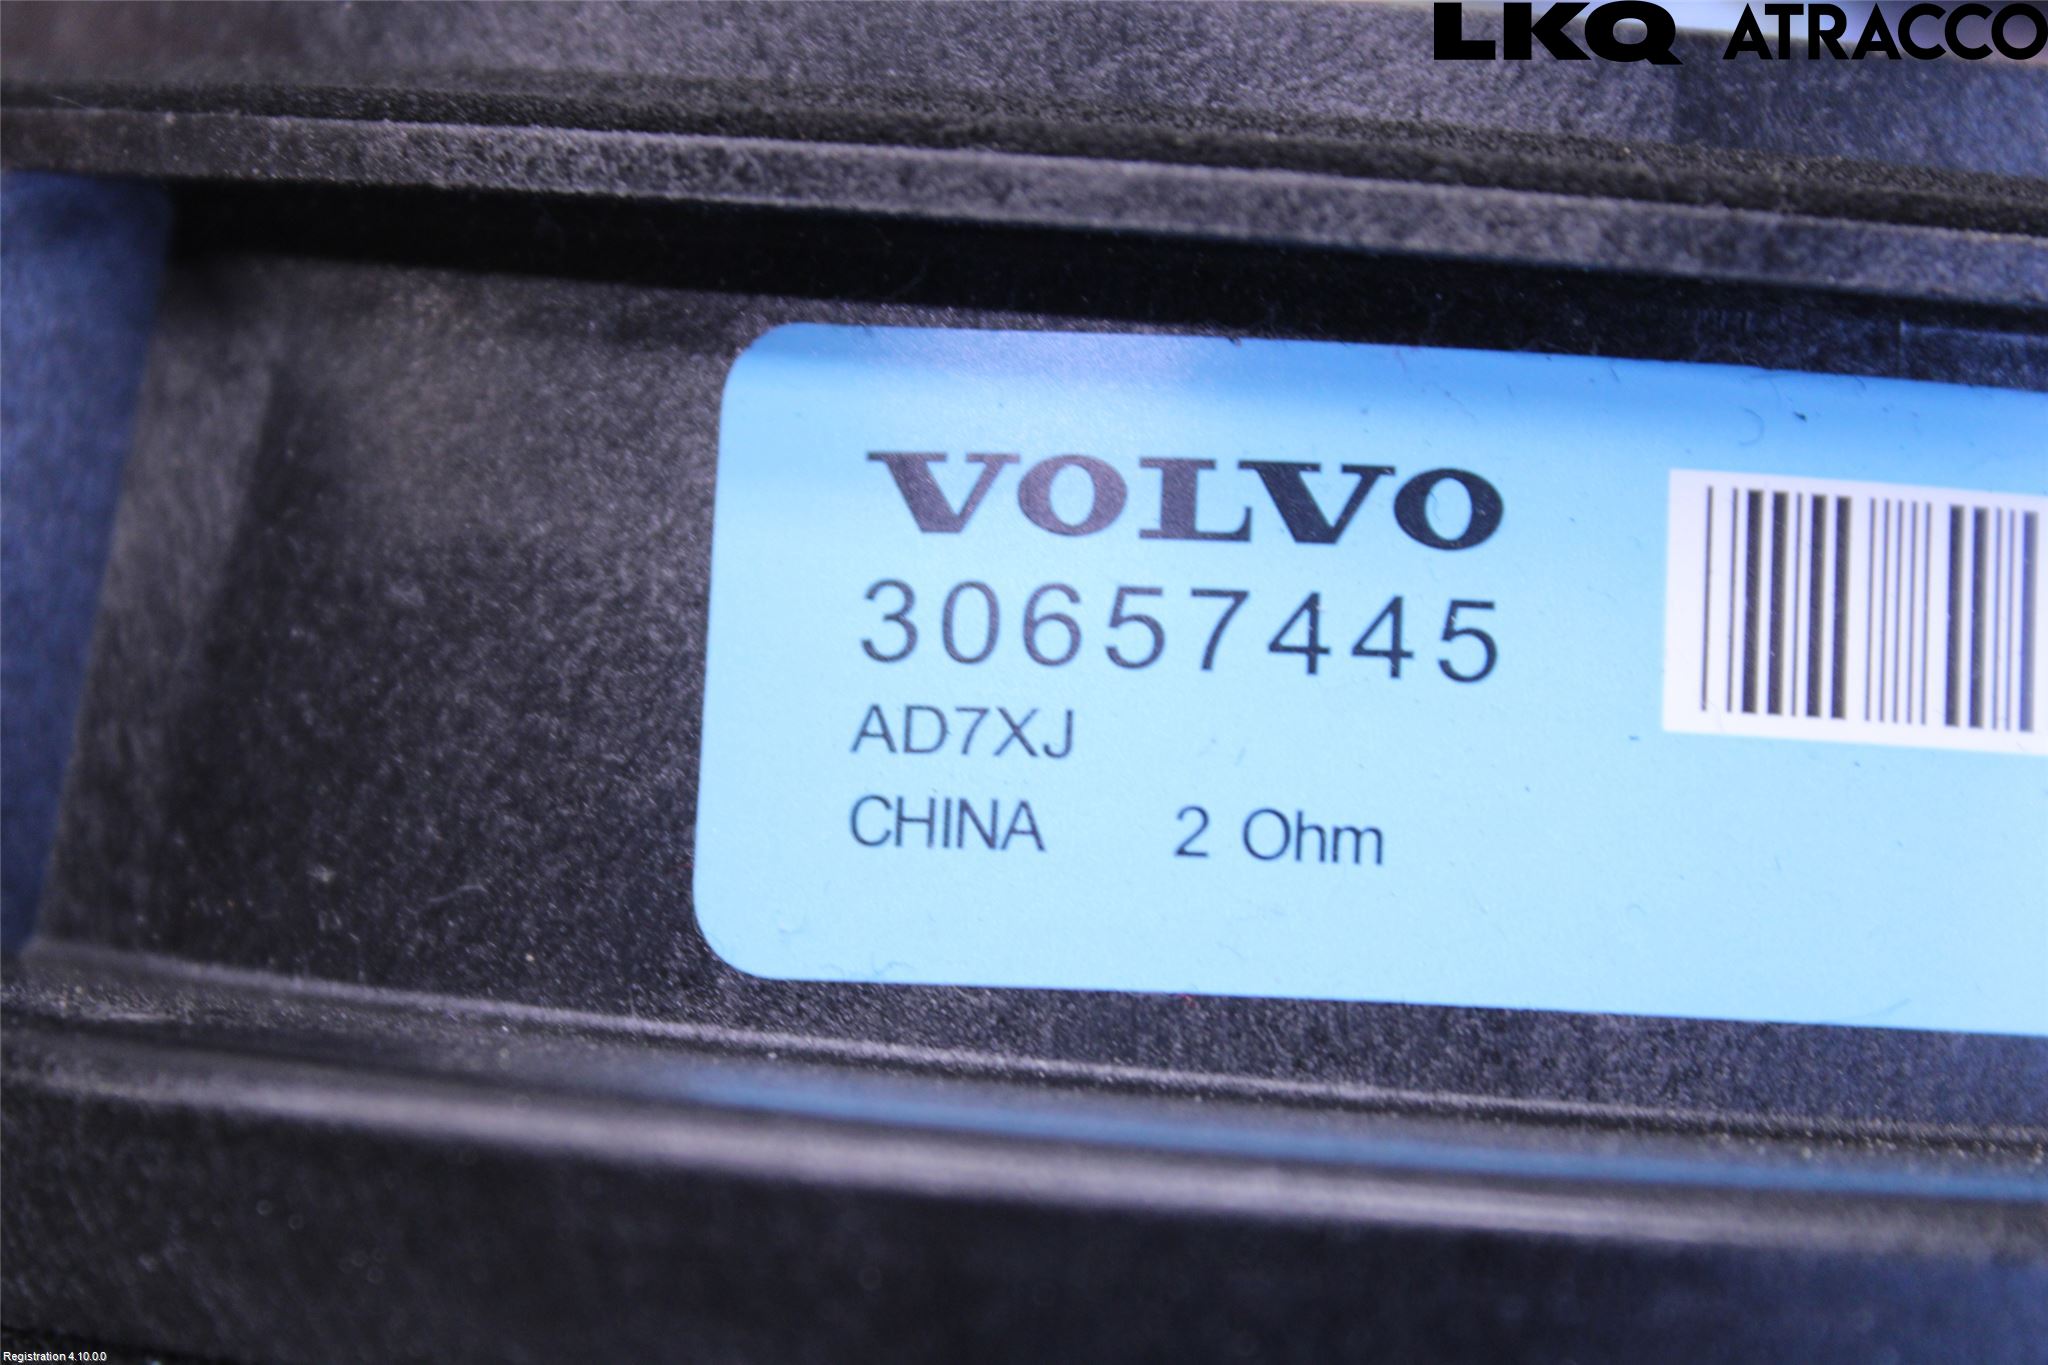 LKQ ATRACCO
VOLVO
30657445
AD7XJ
CHINA 2 Ohm
Registration 4.10.0.0